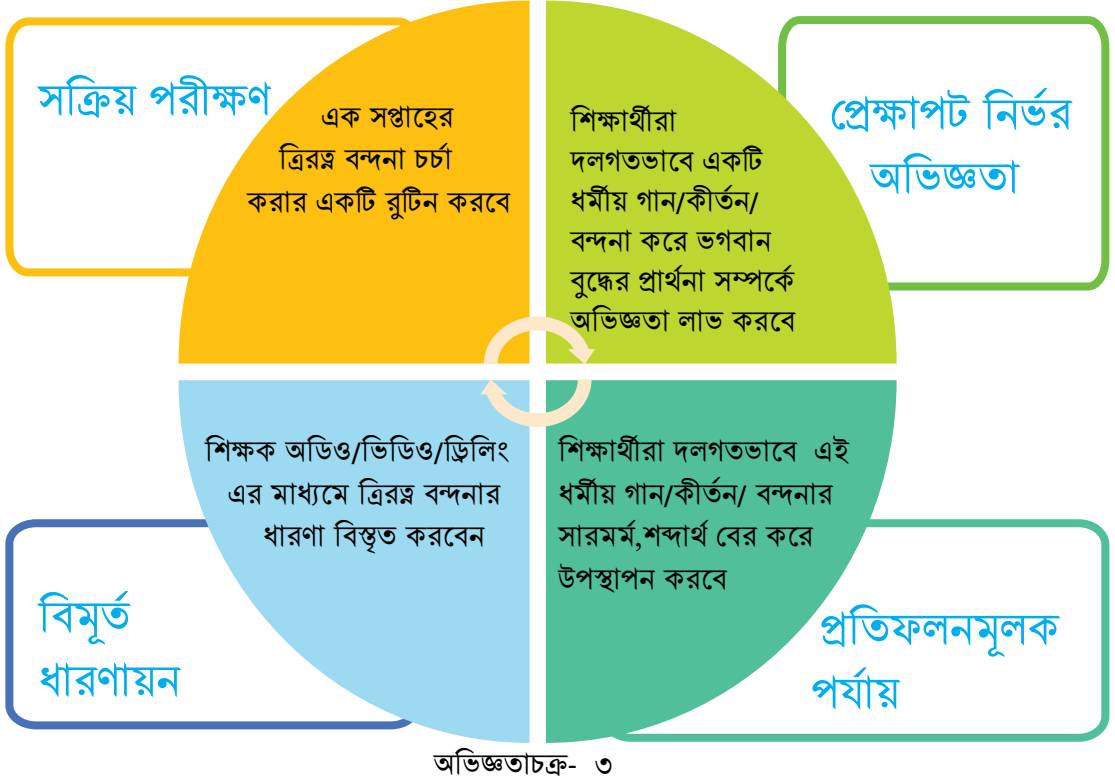 সক্রিয় পরীক্ষণ
এক সপ্তাহের
ত্রিরত্ন বন্দনা চর্চা
করার একটি রুটিন করবে
শিক্ষার্থীরা
দলগতভাবে একটি
ধর্মীয় গান/কীর্তন/
বন্দনা করে ভগবান
বুদ্ধের প্রার্থনা সম্পর্কে
অভিজ্ঞতা লাভ করবে
প্রেক্ষাপট নির্ভর
অভিজ্ঞতা
শিক্ষক অডিও/ভিডিও/ড্রিলিং
এর মাধ্যমে ত্রিরত্ন বন্দনার
ধারণা বিস্তৃত করবেন
বিমূর্ত
ধারণায়ন
শিক্ষার্থীরা দলগতভাবে এই
ধর্মীয় গান/কীর্তন/ বন্দনার
সারমর্ম,শব্দার্থ বের করে
উপস্থাপন করবে
প্রতিফলনমূলক
পর্যায়
অভিজ্ঞতাচক্র- ৩